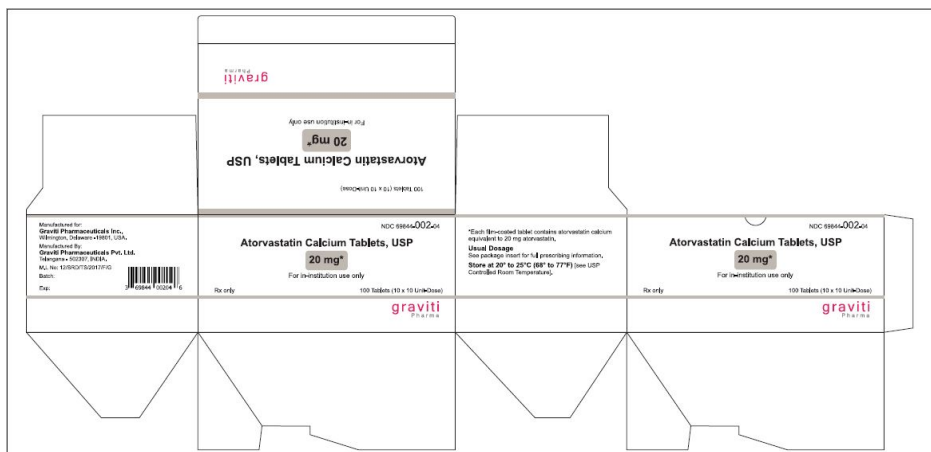 graviti
Pharma
For in-institution use only
20 mg*
Atorvastatin Calcium Tablets, USP
100 Tablets (10 x 10 Unit-Dose)
Manufactured for:
Graviti Pharmaceuticals Inc.,
Wilmington, Delaware •19801, USA.
Manufactured By:
Graviti Pharmaceuticals Pvt. Ltd.
Telangana - 502307, INDIA.
Batch:
Exp:
3 69844 00204 6
NDC 69844-002-04
Atorvastatin Calcium Tablets, USP
20 mg*
For in-institution use only
Rx only
100 Tablets (10 x 10 Unit-Dose)
graviti
Pharma
*Each film-coated tablet contains atorvastatin calcium
equivalent to 20 mg atorvastatin.
Usual Dosage
See package insert for full prescribing information.
Store at 20° to 25°C (68° to 77°F) [see USP
Controlled Room Temperature].
NDC 69844-002-04
Atorvastatin Calcium Tablets, USP
20 mg*
For in-institution use only
Rx only
100 Tablets (10 x 10 Unit-Dose)
graviti
Pharma